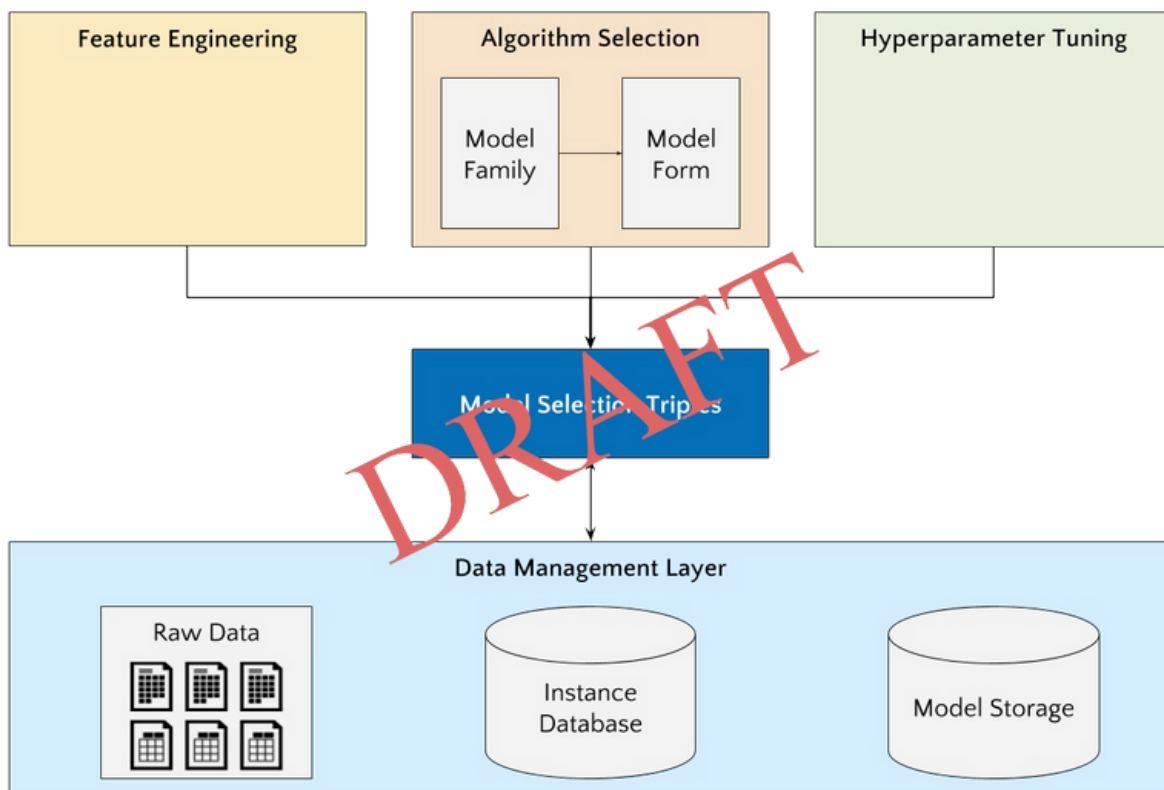 Feature Engineering
Algorithm Selection
Hyperparameter Tuning
Model
Family
Model
Form
Model Selection Triples
DRAFT
Data Management Layer
Raw Data
Instance
Database
Model Storage